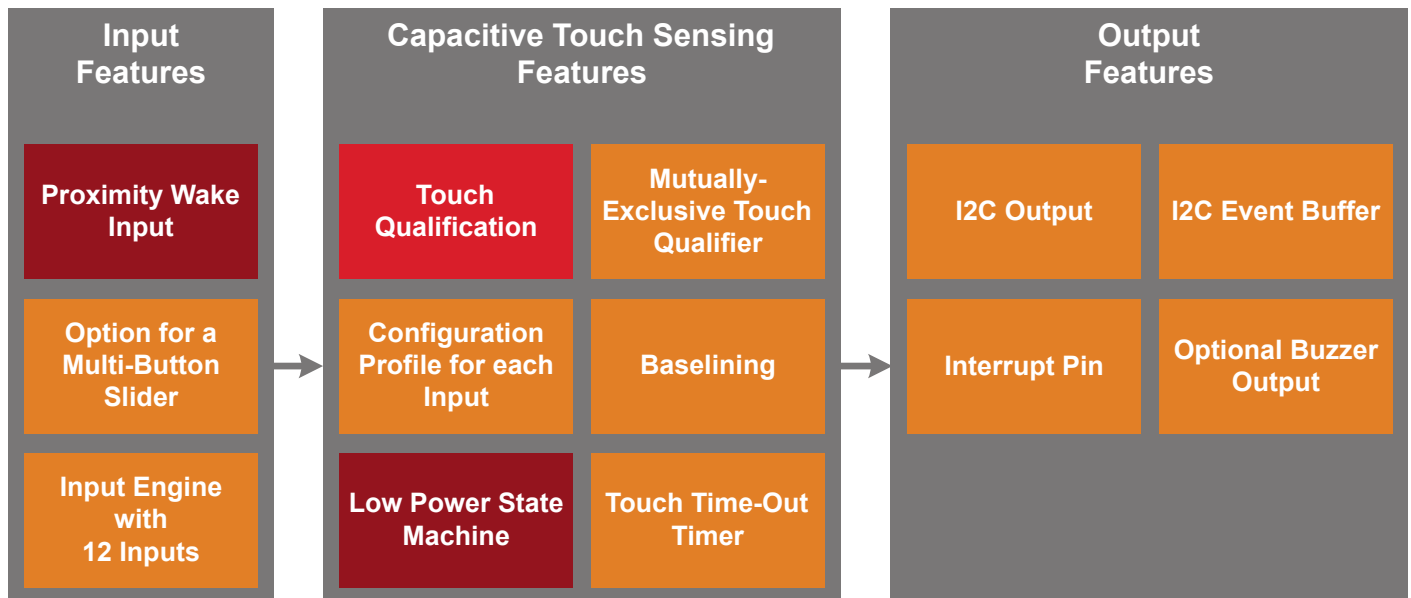 Input
Features
Proximity Wake
Input
Option for a
Multi-Button
Slider
Input Engine
with
12 Inputs
Capacitive Touch Sensing
Features
Touch
Qualification
Mutually-
Exclusive Touch
Qualifier
Configuration
Profile for each
Input
Baselining
Low Power State
Machine
Touch Time-Out
Timer
Output
Features
I2C Output
I2C Event Buffer
Interrupt Pin
Optional Buzzer
Output